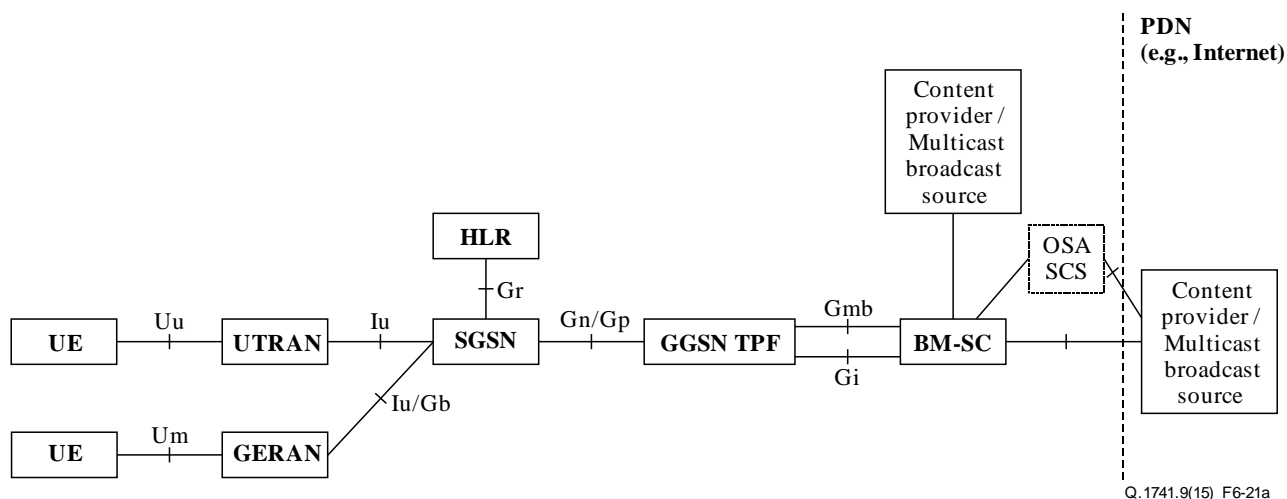 PDN
(e.g., Internet)
Content
provider /
Multicast
broadcast
source
OSA
SCS
HLR
Gr
Uu
Iu
Gn/Gp
Gmb
UE
UTRAN
SGSN
GGSN TPF
BM-SC
Gi
Content
provider /
Multicast
broadcast
source
Iu/Gb
Um
UE
GERAN
Q.1741.9(15)_F6-21a